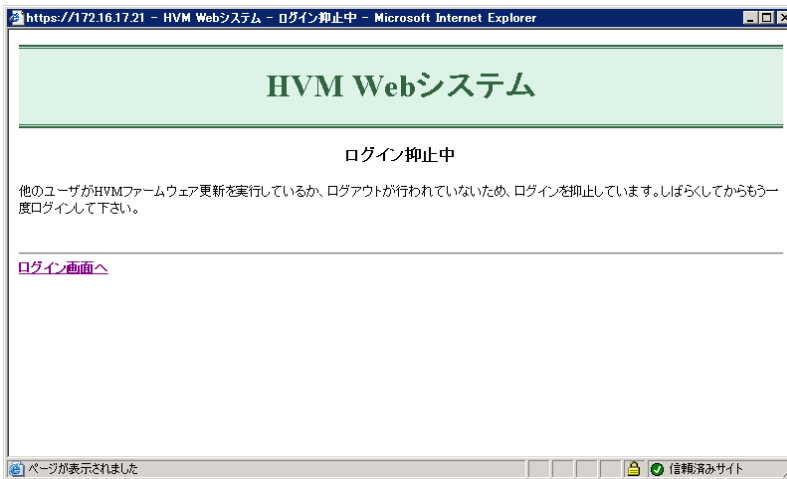 https://172.16.17.21 - HVM Webシステム - ログイン抑止中 - Microsoft Internet Explorer
HVM Webシステム
ログイン抑止中
他のユーザがHVMファームウェア更新を実行しているか、ログアウトが行われていないため、ログインを抑止しています。しばらくしてからもう一
度ログインして下さい。
ログイン画面へ
ページが表示されました
信頼済みサイト